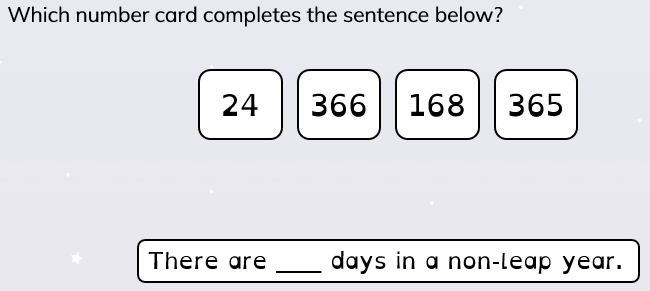 Which number card completes the sentence below?
24 366 168 365
There are ____ days in a non-leap year.